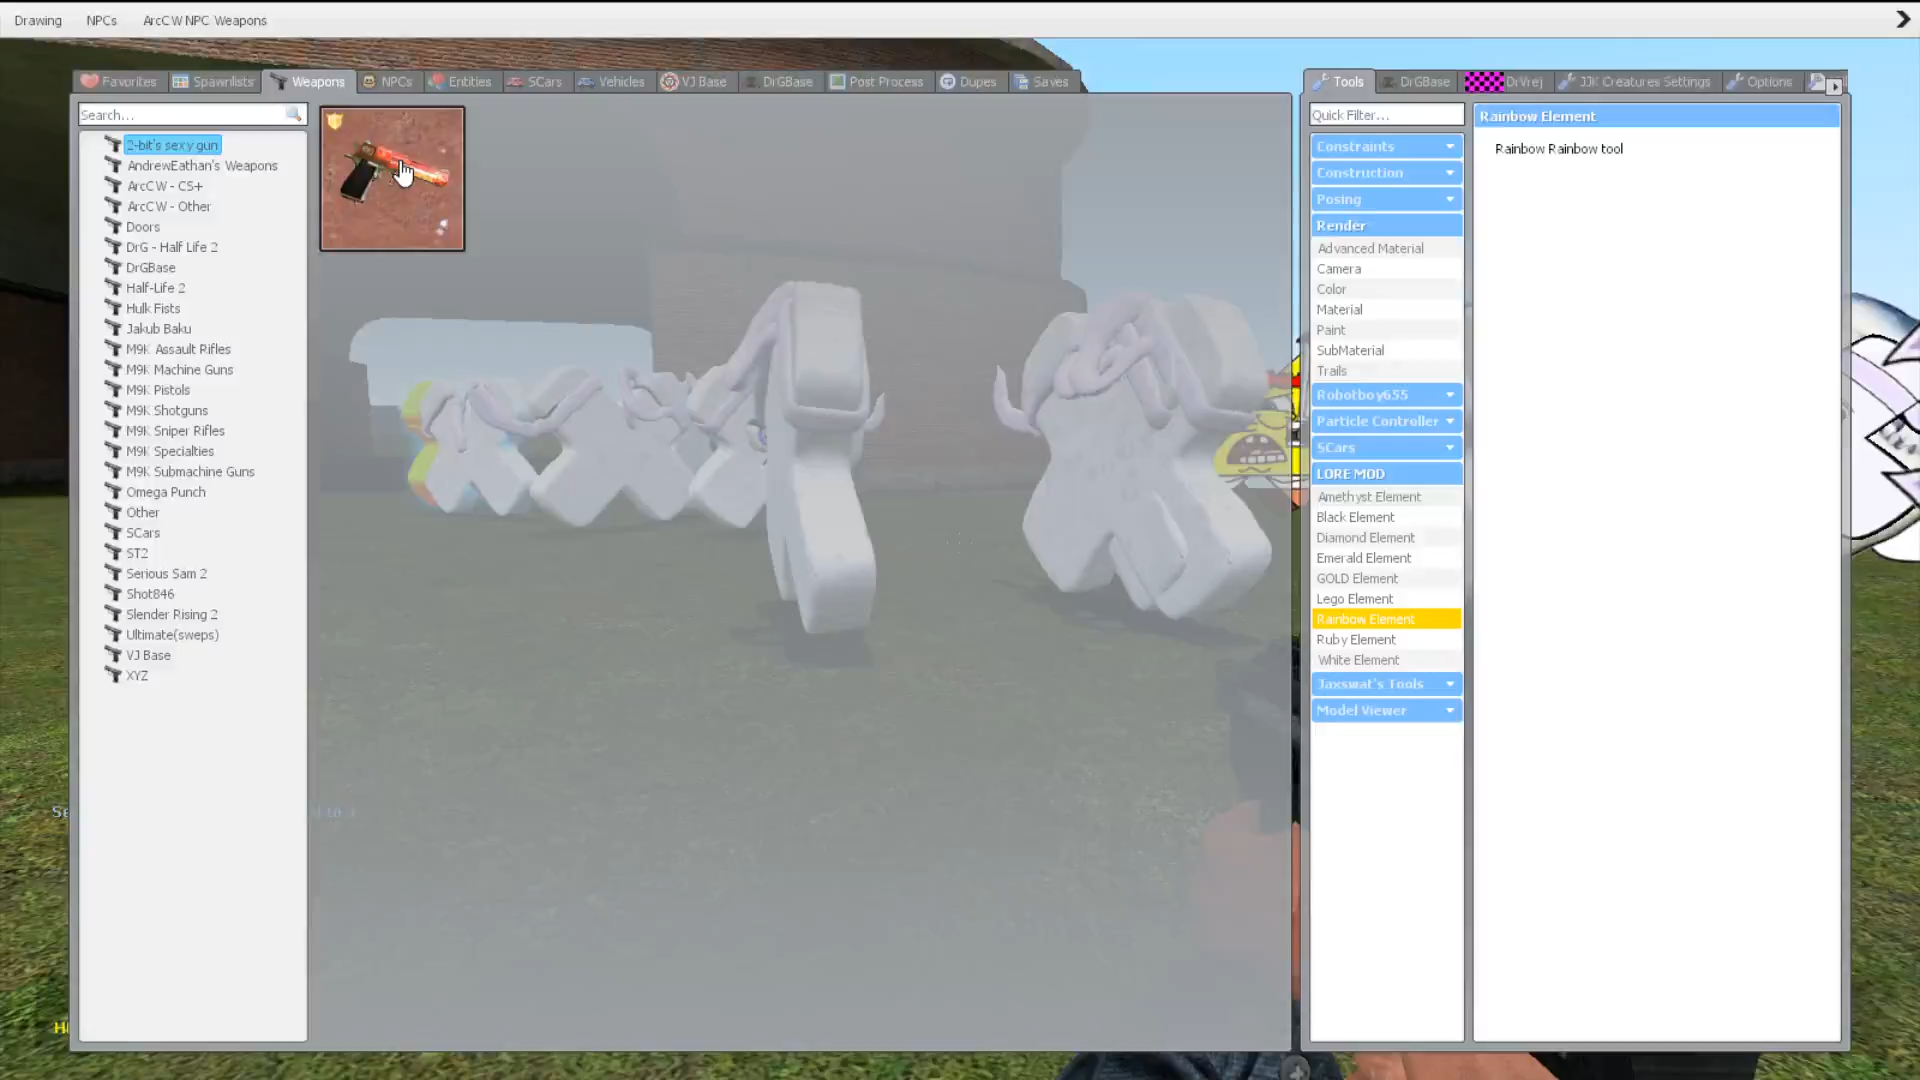 Drawing NPCs ArcCW NPC Weapons
Favorites Spawnlists Weapons NPCs Entities SCars Vehicles VJ Base DrGBase Post Process Dupes Saves
Search...
2-bit's sexy gun
AndrewEathan's Weapons
ArcCW - CS+
ArcCW - Other
Doors
DrG - Half Life 2
DrGBase
Half-Life 2
Hulk Fists
Jakub Baku
M9K Assault Rifles
M9K Machine Guns
M9K Pistols
M9K Shotguns
M9K Sniper Rifles
M9K Specialties
M9K Submachine Guns
Omega Punch
Other
SCars
ST2
Serious Sam 2
Shot846
Slender Rising 2
Ultimate(sweps)
VJ Base
XYZ
Tools DrGBase DrVrej JJK Creatures Settings Options
Quick Filter...
Constraints
Construction
Posing
Render
Advanced Material
Camera
Color
Material
Paint
SubMaterial
Trails
Robotboy655
Particle Controller
SCars
LORE MOD
Amethyst Element
Black Element
Diamond Element
Emerald Element
GOLD Element
Lego Element
Rainbow Element
Ruby Element
White Element
Jaxswat's Tools
Model Viewer
Rainbow Element
Rainbow Rainbow tool